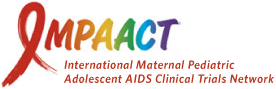 IMPAACT
International Maternal Pediatric
Adolescent AIDS Clinical Trials Network